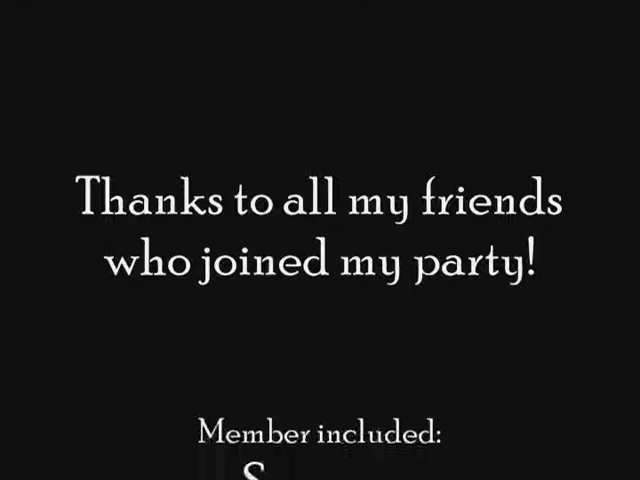 Thanks to all my friends
who joined my party!
Member included: